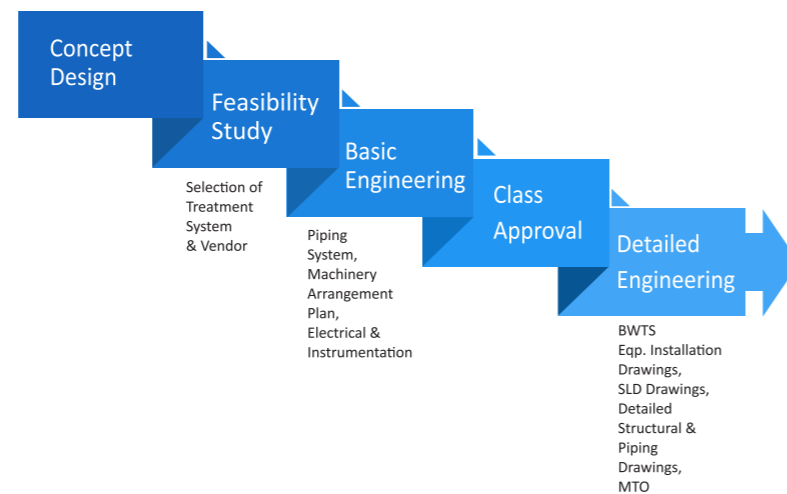 Concept
Design
Feasibility
Study
Selection of
Treatment
System
& Vendor
Basic
Engineering
Piping
System,
Machinery
Arrangement
Plan,
Electrical &
Instrumentation
Class
Approval
Detailed
Engineering
BWTS
Eqp. Installation
Drawings,
SLD Drawings,
Detailed
Structural &
Piping
Drawings,
MTO